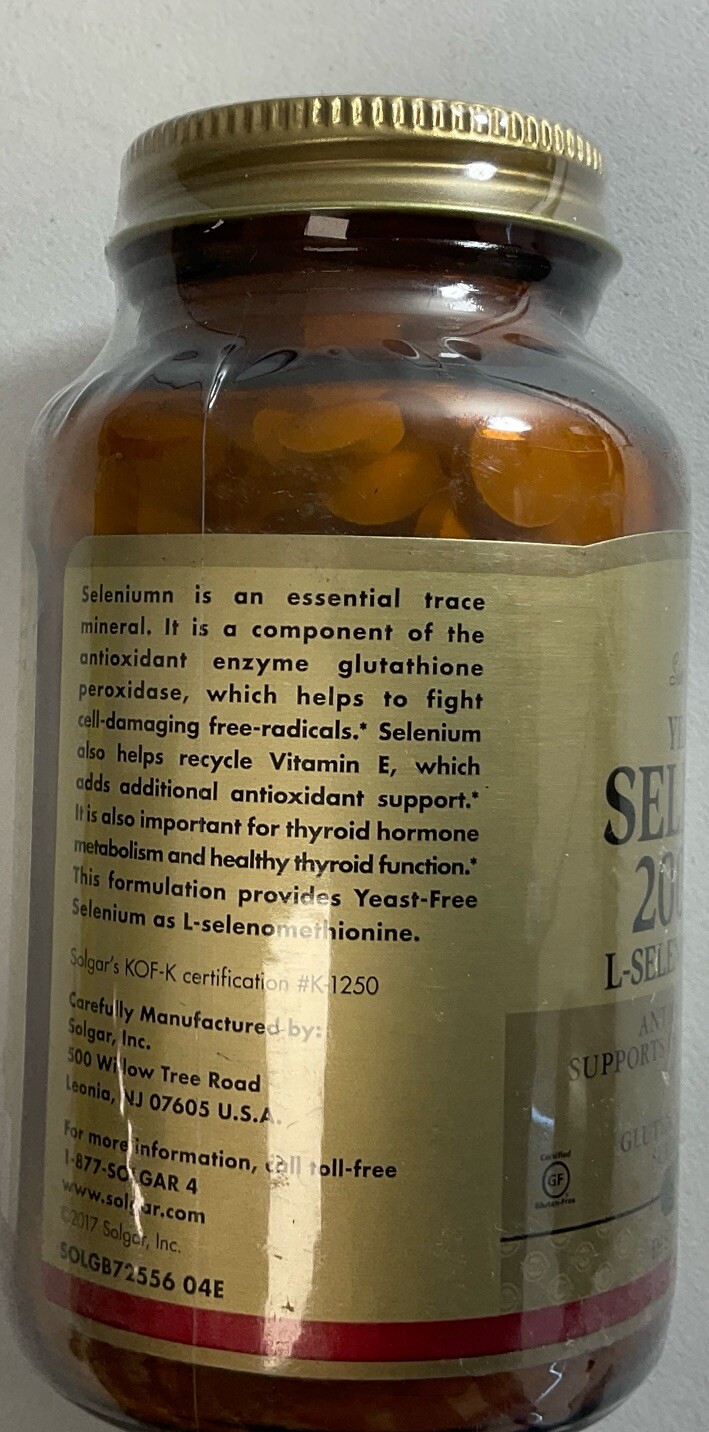 Seleniumn is an essential trace
mineral. It is a component of the
antioxidant enzyme glutathione
peroxidase, which helps to fight
cell-damaging free-radicals.* Selenium
also helps recycle Vitamin E, which
adds additional antioxidant support.*
It is also important for thyroid hormone
metabolism and healthy thyroid function.*
This formulation provides Yeast-Free
Selenium as L-selenomethionine.
Solgar's KOF-K certification #K-1250
Carefully Manufactured by:
Solgar, Inc.
500 Willow Tree Road
Leonia, NJ 07605 U.S.A.
For more information, call toll-free
1-877-SOLGAR 4
www.solgar.com
©2017 Solgar, Inc.
SOLGB72556 04E
SEL
20
L-SELE
SUPPORTS
Certified
GF
Gluten-Free